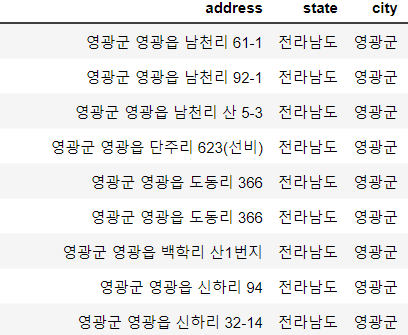 address state city
영광군 영광읍 남천리 61-1 전라남도 영광군
영광군 영광읍 남천리 92-1 전라남도 영광군
영광군 영광읍 남천리 산 5-3 전라남도 영광군
영광군 영광읍 단주리 623(선비) 전라남도 영광군
영광군 영광읍 도동리 366 전라남도 영광군
영광군 영광읍 도동리 366 전라남도 영광군
영광군 영광읍 백학리 산1번지 전라남도 영광군
영광군 영광읍 신하리 94 전라남도 영광군
영광군 영광읍 신하리 32-14 전라남도 영광군